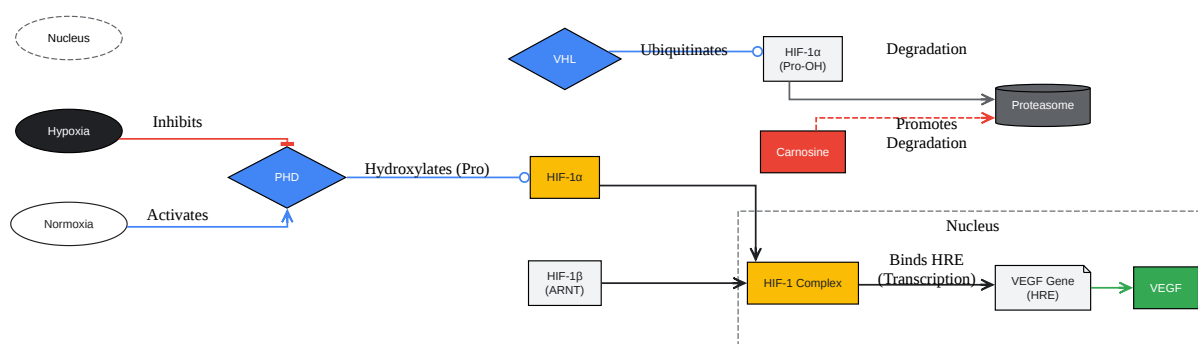 Nucleus
VHL
Ubiquitinates
HIF-1α
(Pro-OH)
Degradation
Proteasome
Hypoxia
Inhibits
Promotes
Degradation
Carnosine
PHD
Hydroxylates (Pro)
HIF-1α
Normoxia
Activates
Nucleus
HIF-1β
(ARNT)
HIF-1 Complex
Binds HRE
(Transcription)
VEGF Gene
(HRE)
VEGF